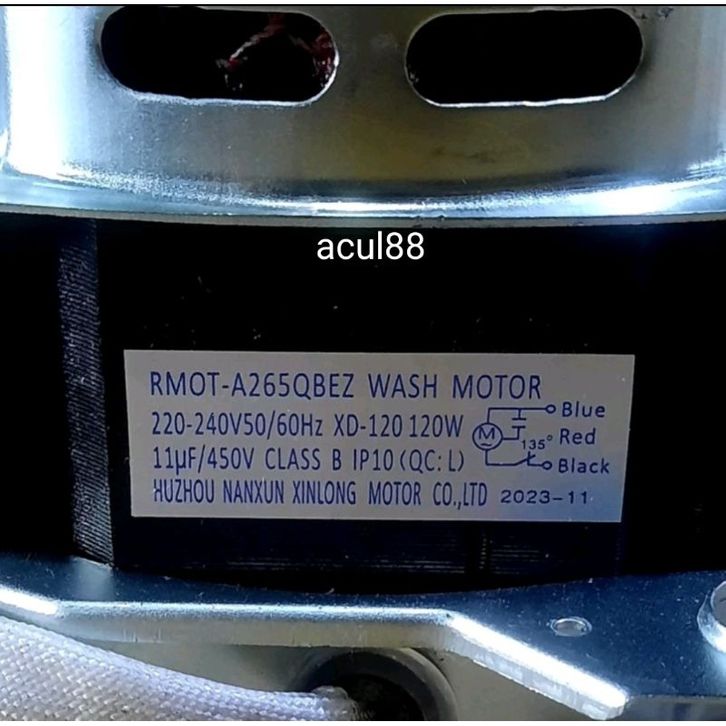 acul88
RMOT-A265QBEZ WASH MOTOR
220-240V50/60Hz XD-120 120W
11µF/450V CLASS B IP10 (QC: L)
HUZHOU NANXUN XINLONG MOTOR CO.,LTD 2023-11
M
Blue
135° Red
Black